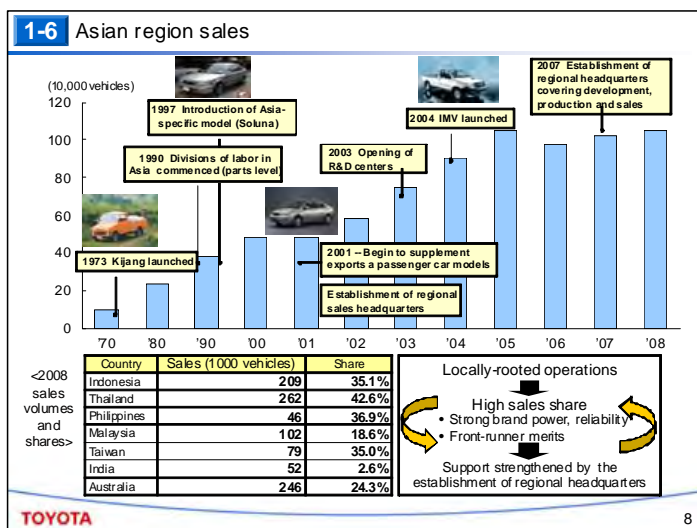 1-6 Asian region sales
(10,000 vehicles)
120
100
80
60
40
20
0
1997 Introduction of Asia-
specific model (Soluna)
1990 Divisions of labor in
Asia commenced (parts level)
1973 Kijang launched
2007 Establishment of
regional headquarters
covering development,
production and sales
2004 IMV launched
2003 Opening of
R&D centers
2001 -- Begin to supplement
exports a passenger car models
Establishment of regional
sales headquarters
'70 '80 '90 '00 '01 '02 '03 '04 '05 '06 '07 '08
<2008
sales
volumes
and
shares>
Country Sales (1000 vehicles) Share
Indonesia 209 35.1%
Thailand 262 42.6%
Philippines 46 36.9%
Malaysia 102 18.6%
Taiwan 79 35.0%
India 52 2.6%
Australia 246 24.3%
Locally-rooted operations
High sales share
• Strong brand power, reliability
• Front-runner merits
Support strengthened by the
establishment of regional headquarters
TOYOTA
8